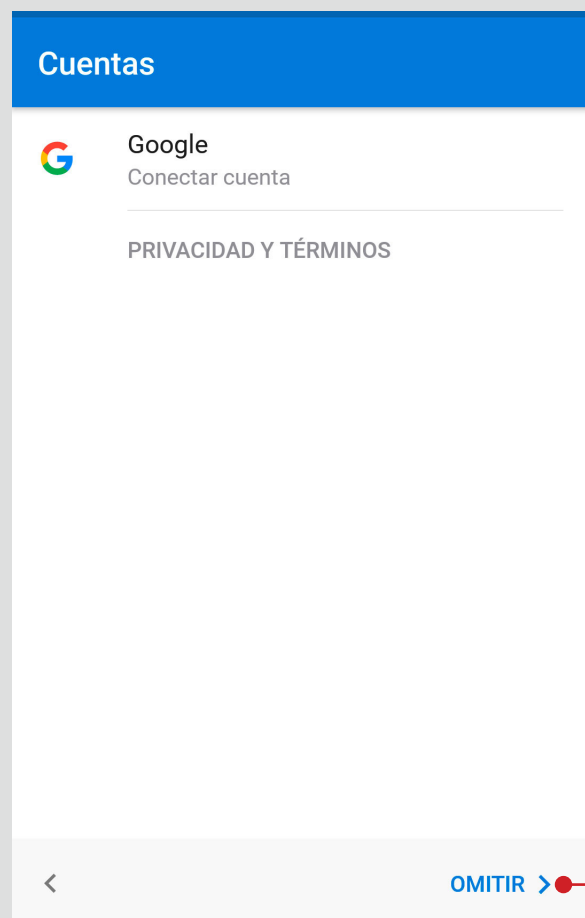 Cuentas
Google
Conectar cuenta
PRIVACIDAD Y TÉRMINOS
OMITIR